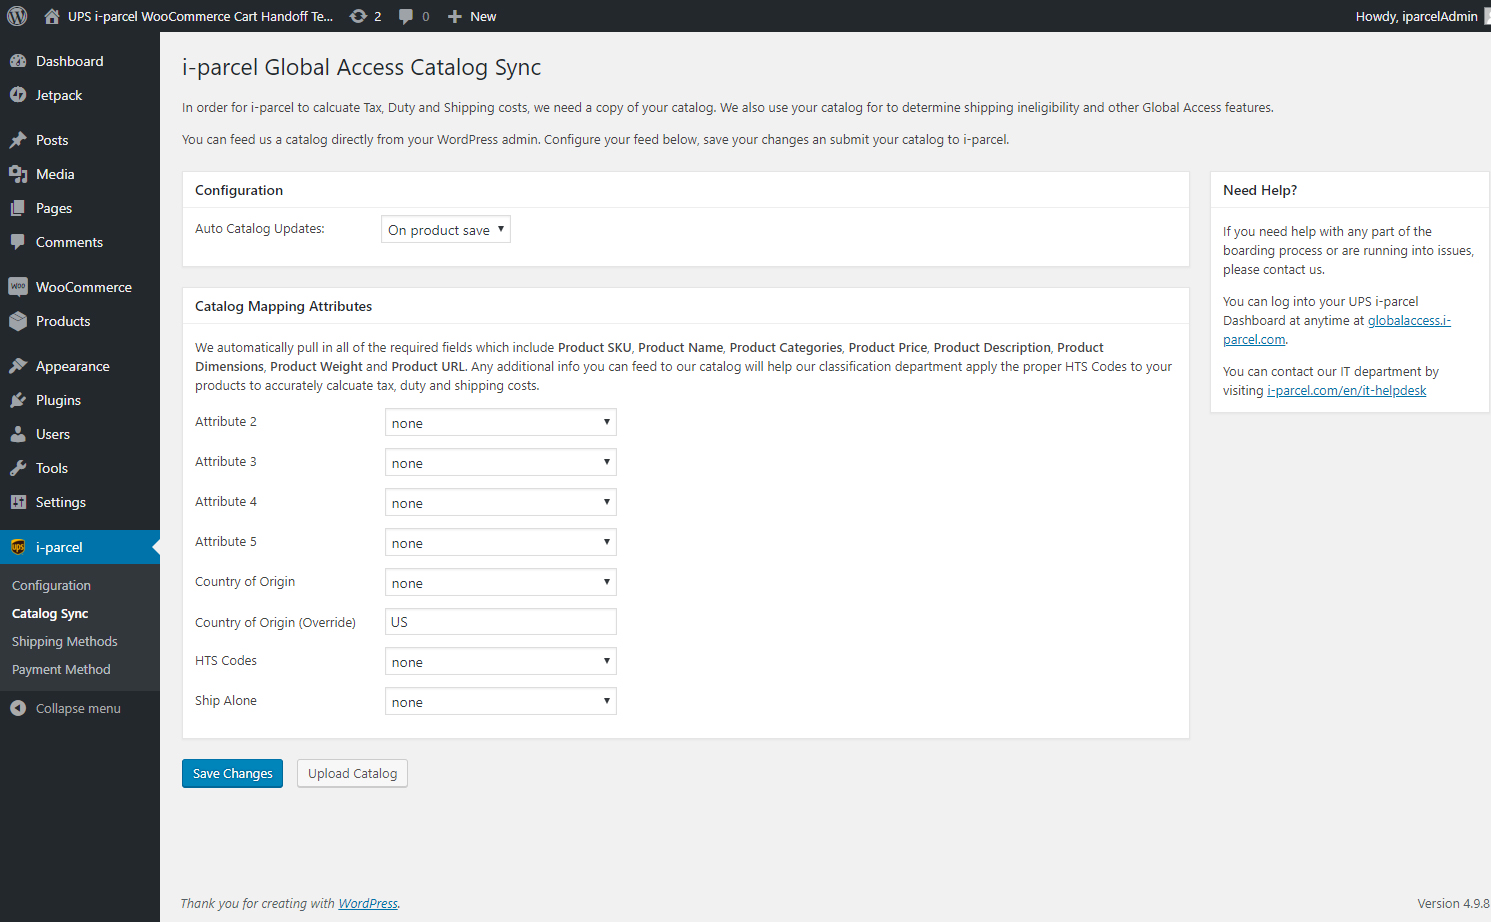 UPS i-parcel WooCommerce Cart Handoff Te... 2 0 New Howdy, iparcelAdmin
Dashboard
Jetpack
Posts
Media
Pages
Comments
WooCommerce
Products
Appearance
Plugins
Users
Tools
Settings
i-parcel
Configuration
Catalog Sync
Shipping Methods
Payment Method
Collapse menu
i-parcel Global Access Catalog Sync
In order for i-parcel to calcuate Tax, Duty and Shipping costs, we need a copy of your catalog. We also use your catalog for to determine shipping ineligibility and other Global Access features.
You can feed us a catalog directly from your WordPress admin. Configure your feed below, save your changes an submit your catalog to i-parcel.
Configuration
Auto Catalog Updates: On product save
Catalog Mapping Attributes
We automatically pull in all of the required fields which include Product SKU, Product Name, Product Categories, Product Price, Product Description, Product
Dimensions, Product Weight and Product URL. Any additional info you can feed to our catalog will help our classification department apply the proper HTS Codes to your
products to accurately calcuate tax, duty and shipping costs.
Attribute 2 none
Attribute 3 none
Attribute 4 none
Attribute 5 none
Country of Origin none
Country of Origin (Override) US
HTS Codes none
Ship Alone none
Save Changes Upload Catalog
Need Help?
If you need help with any part of the
boarding process or are running into issues,
please contact us.
You can log into your UPS i-parcel
Dashboard at anytime at globalaccess.i-
parcel.com.
You can contact our IT department by
visiting i-parcel.com/en/it-helpdesk
Thank you for creating with WordPress. Version 4.9.8